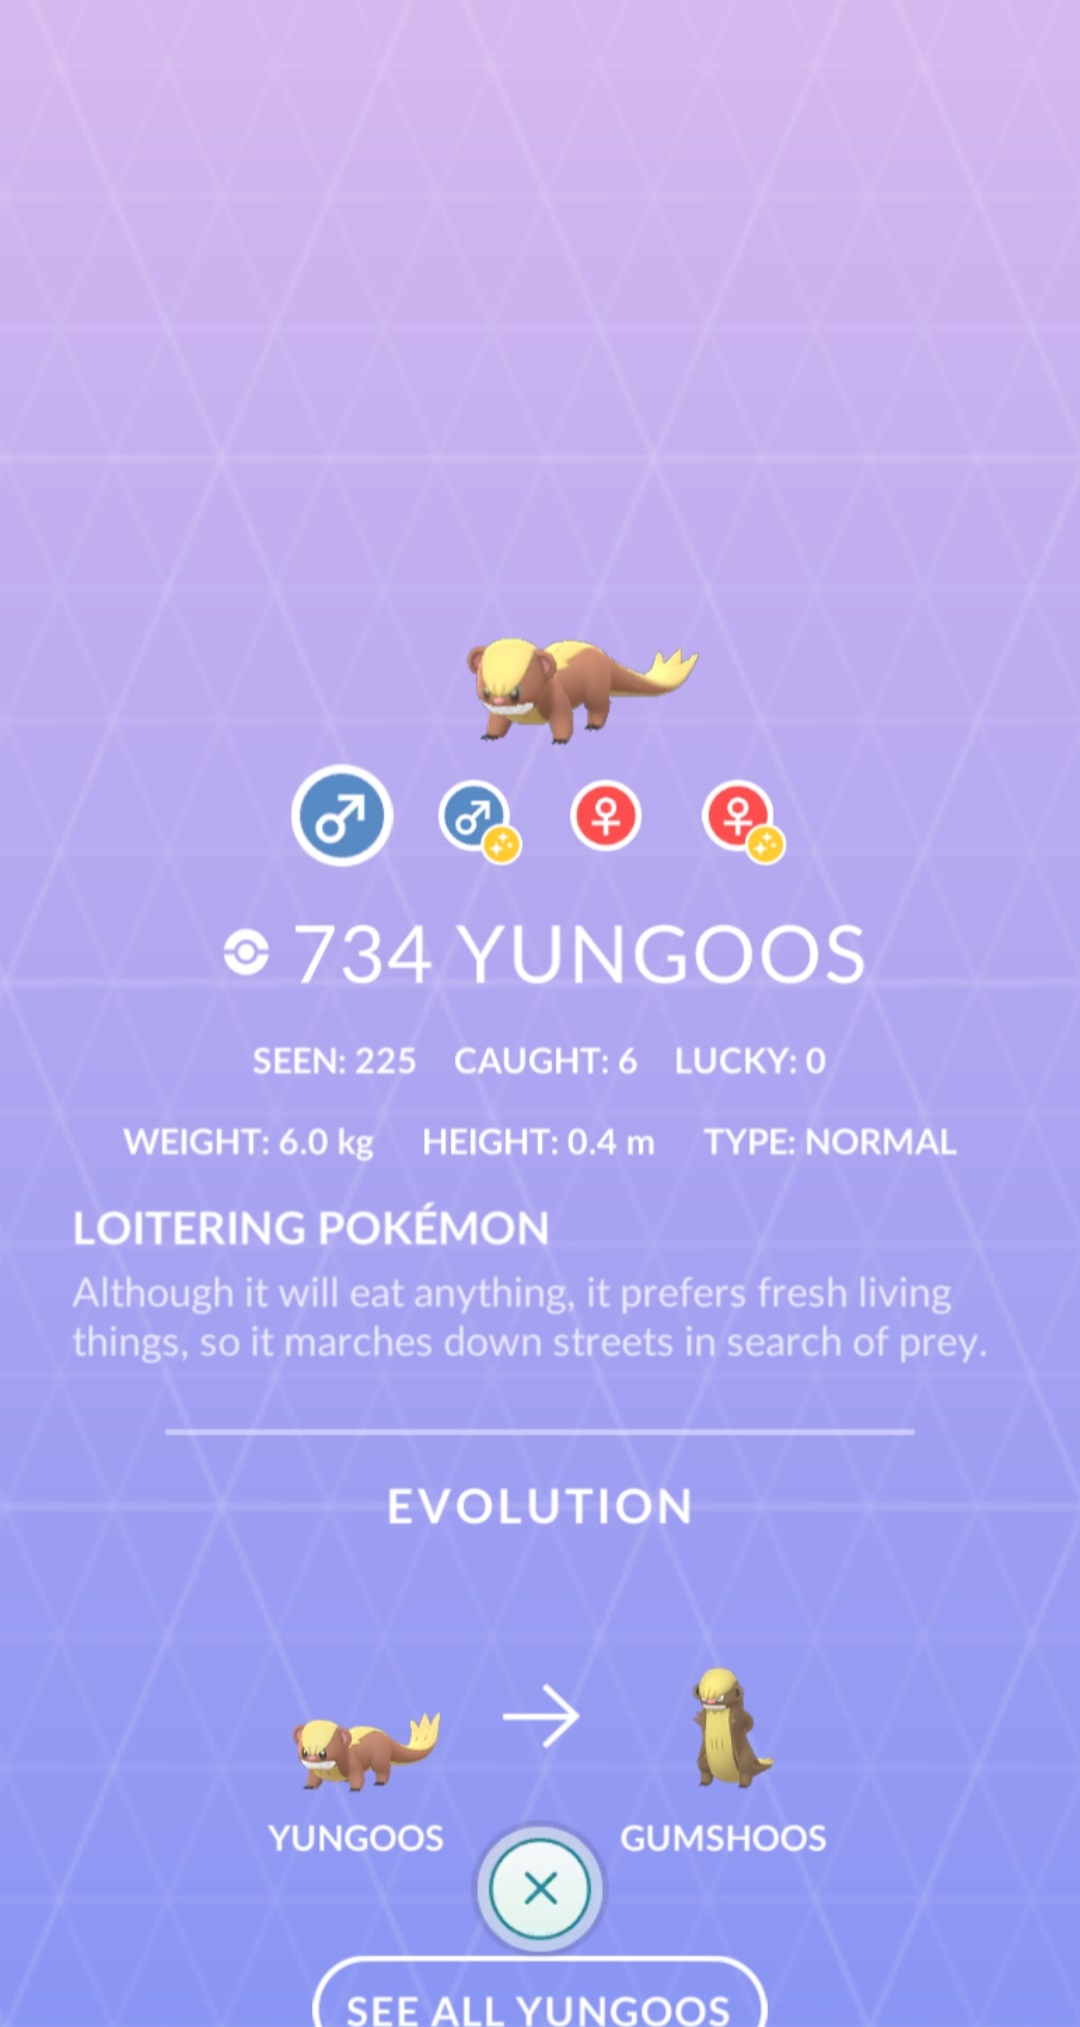 734 YUNGOOS
SEEN: 225 CAUGHT: 6 LUCKY: 0
WEIGHT: 6.0 kg HEIGHT: 0.4 m TYPE: NORMAL
LOITERING POKÉMON
Although it will eat anything, it prefers fresh living
things, so it marches down streets in search of prey.
EVOLUTION
YUNGOOS GUMSHOOS
SEE ALL YUNGOOS